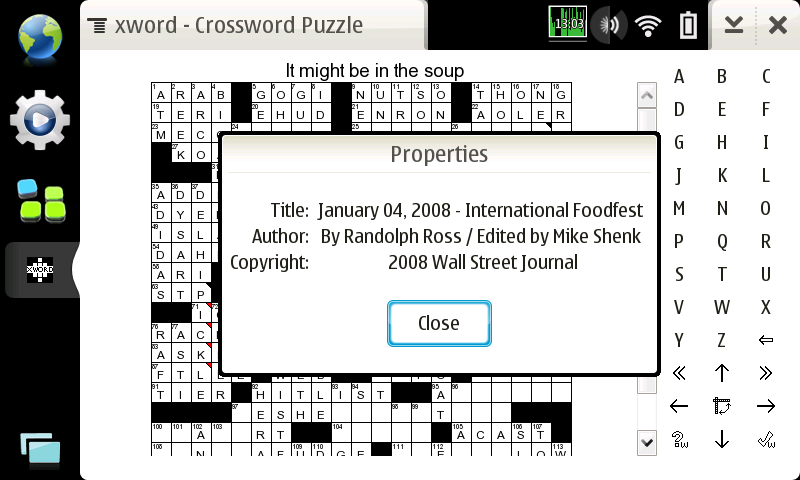 xword - Crossword Puzzle
13:03
It might be in the soup
A R A B G O G I N U T S O T H O N G
T E R I E H U D E N R O N A O L E R
M E C
K O
Properties
Title: January 04, 2008 - International Foodfest
Author: By Randolph Ross / Edited by Mike Shenk
Copyright: 2008 Wall Street Journal
Close
A D D
D Y E
I S L
D A H
A R I
S T P
R A C
A S K
F T L E
T I E R H I T L I S T A
E S H E T
A R T A C A S T
XWORD
A B C
D E F
G H I
J K L
M N O
P Q R
S T U
V W X
Y Z